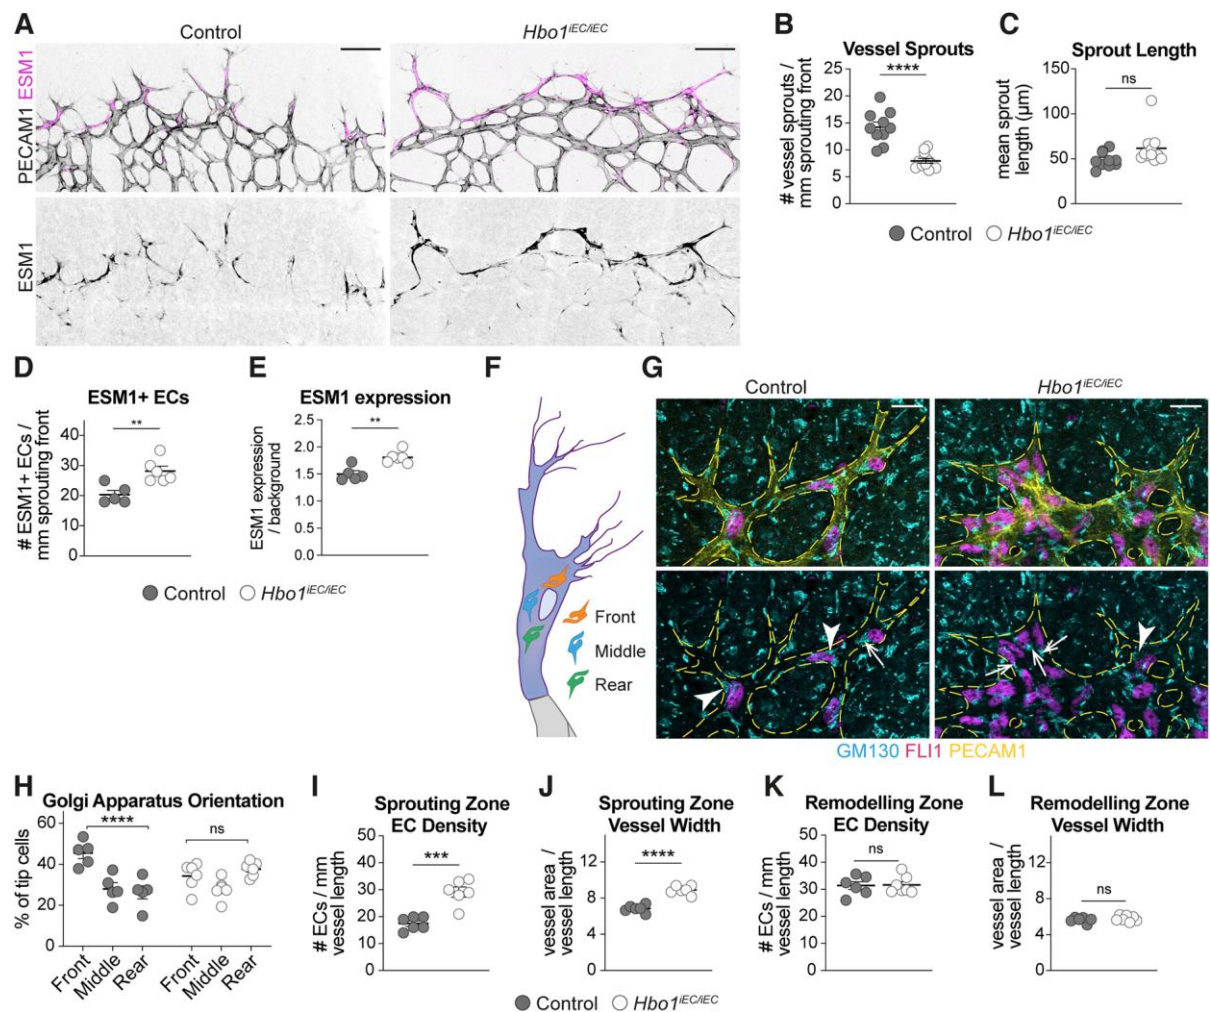 A
Control
Hbo1iEC/iEC
PECAM1 ESM1
ESM1
B
Vessel Sprouts
****
# vessel sprouts /
mm sprouting front
25
20
15
10
5
0
C
Sprout Length
ns
mean sprout
length (µm)
150
100
50
0
Control
Hbo1iEC/iEC
D
ESM1+ ECs
**
# ESM1+ ECs /
mm sprouting front
40
30
20
10
0
E
ESM1 expression
**
ESM1 expression
/ background
2.5
2.0
1.5
1.0
0.5
0.0
Control
Hbo1iEC/iEC
F
Front
Middle
Rear
G
Control
Hbo1iEC/iEC
GM130 FLI1 PECAM1
H
Golgi Apparatus Orientation
****
ns
% of tip cells
60
40
20
0
Front
Middle
Rear
Front
Middle
Rear
I
Sprouting Zone
EC Density
***
# ECs / mm
vessel length
50
40
30
20
10
0
J
Sprouting Zone
Vessel Width
****
vessel area /
vessel length
12
8
4
0
K
Remodelling Zone
EC Density
ns
# ECs / mm
vessel length
50
40
30
20
10
0
L
Remodelling Zone
Vessel Width
ns
vessel area /
vessel length
12
8
4
0
Control
Hbo1iEC/iEC